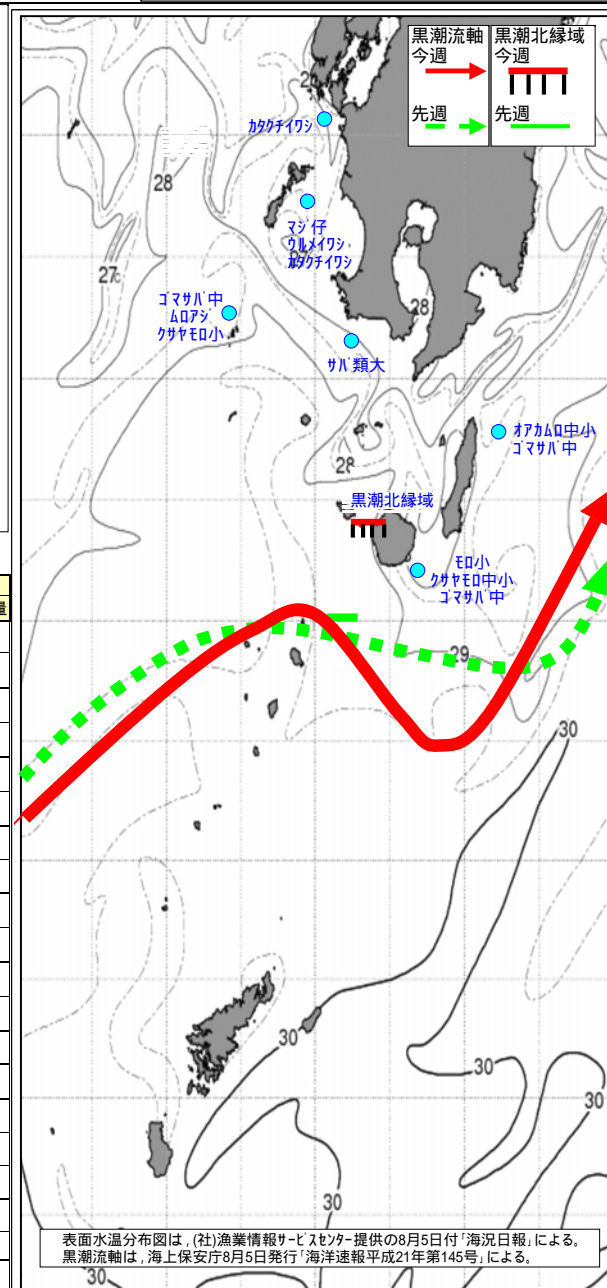 黒潮流軸
今週
先週
黒潮北縁域
今週
先週
カタクチイワシ
28
マジ仔
ウルメイワシ
カタクチイワシ
27
ゴマサバ中
ムロアジ
クサヤモロ小
28
サバ類大
オアカムロ中小
ゴマサバ中
28
黒潮北縁域
モロ小
クサヤモロ中小
ゴマサバ中
29
30
30
30
30
30
30
表面水温分布図は,(社)漁業情報サービスセンター提供の8月5日付「海況日報」による。
黒潮流軸は,海上保安庁8月5日発行「海洋速報平成21年第145号」による。
量